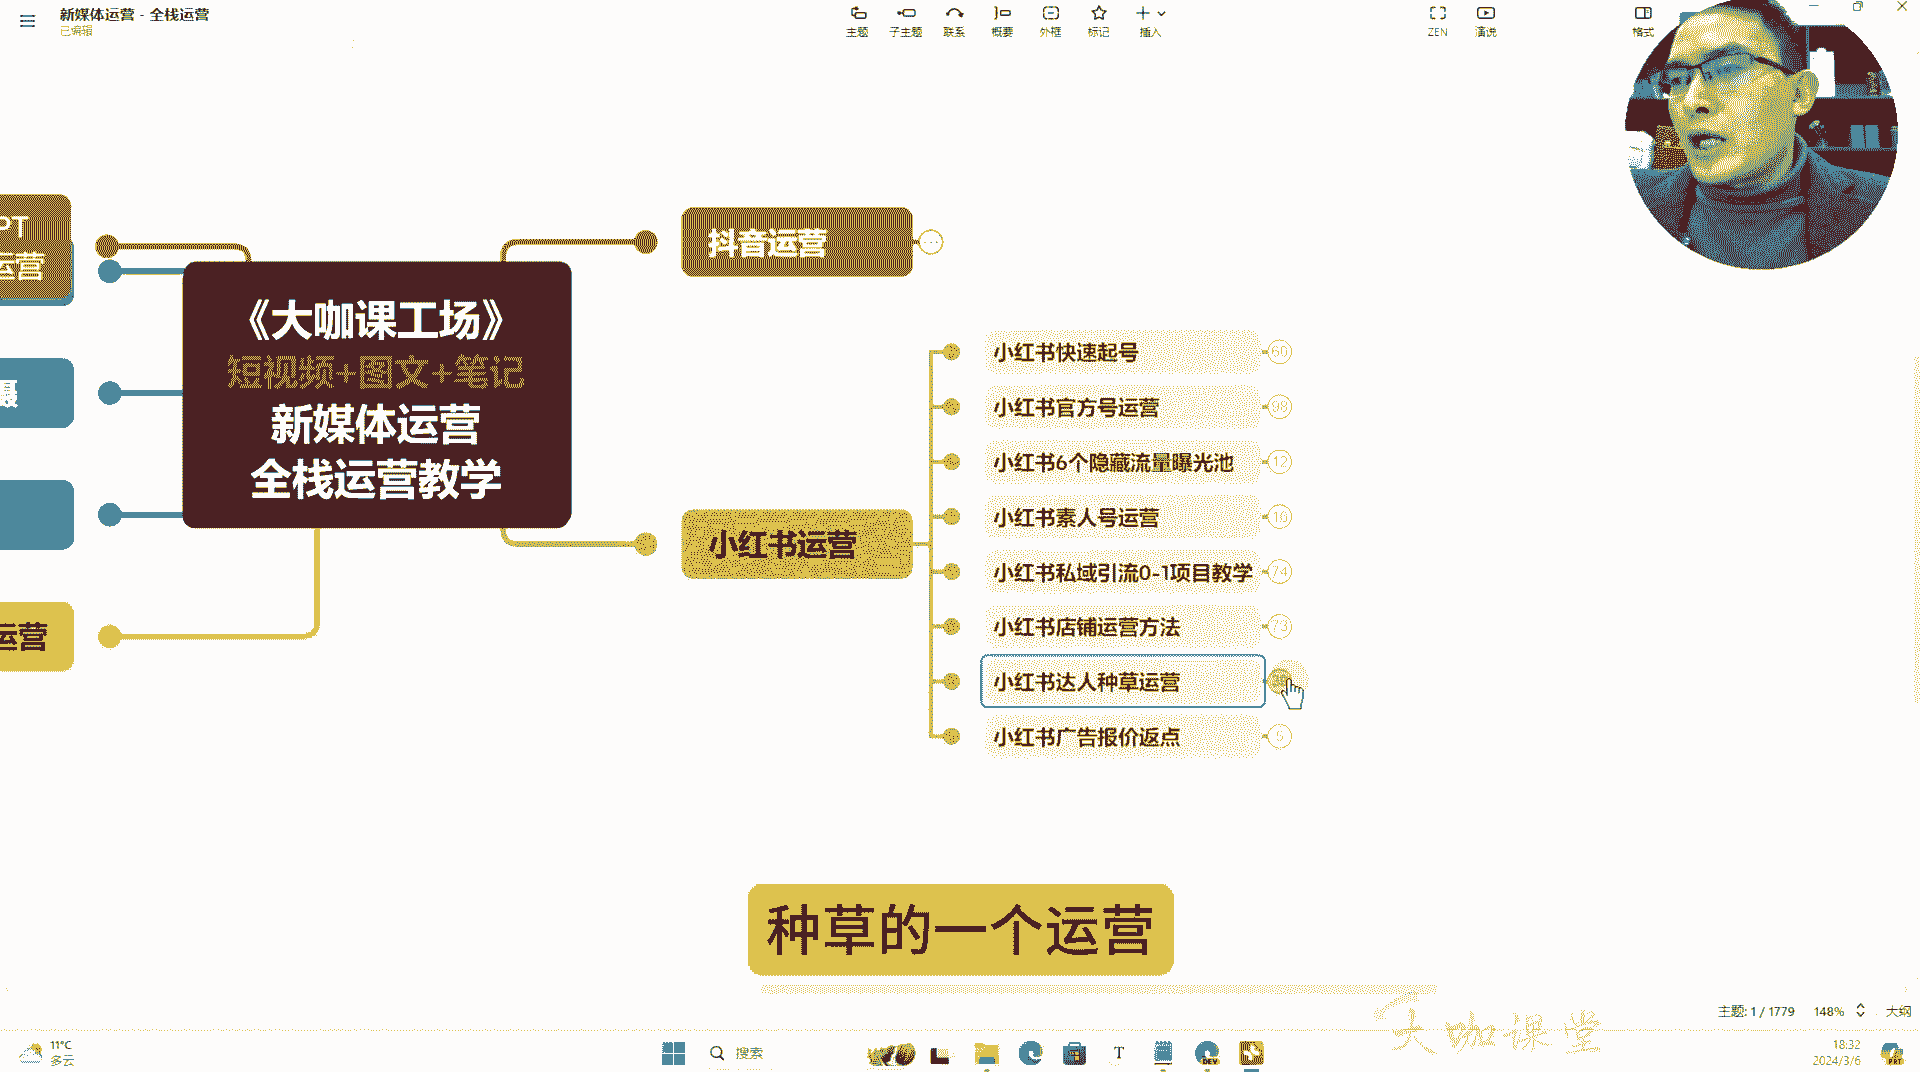 新媒体运营 - 全栈运营
已编辑
主题
子主题
联系
概要
外框
标记
插入
ZEN
演说
格式
PT
运营
摄
运营
《大咖课工场》
短视频+图文+笔记
新媒体运营
全栈运营教学
抖音运营
小红书运营
小红书快速起号
60
小红书官方号运营
98
小红书6个隐藏流量曝光池
12
小红书素人号运营
10
小红书私域引流0-1项目教学
74
小红书店铺运营方法
73
小红书达人种草运营
小红书广告报价返点
5
种草的一个运营
大咖课堂
主题: 1 / 1779
148%
大纲
11°C
多云
搜索
T
DEV
18:32
2024/3/6
PRT